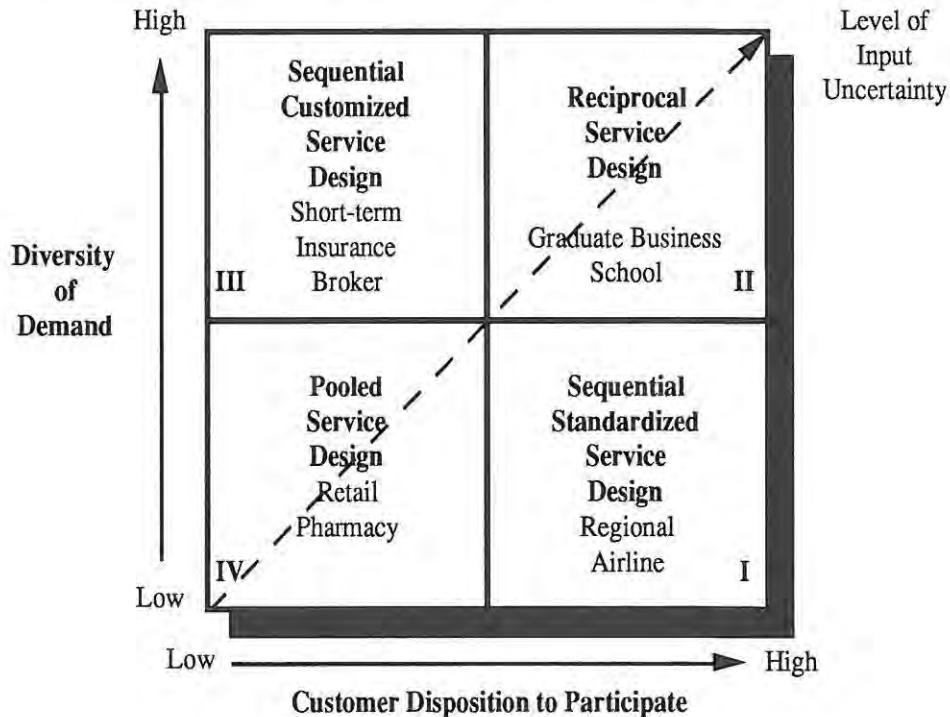 High
Level of
Input
Uncertainty
Sequential
Customized
Service
Design
Short-term
Insurance
Broker
III
Reciprocal
Service
Design
Graduate Business
School
II
Diversity
of
Demand
Pooled
Service
Design
Retail
Pharmacy
IV
Sequential
Standardized
Service
Design
Regional
Airline
I
Low
Low
High
Customer Disposition to Participate